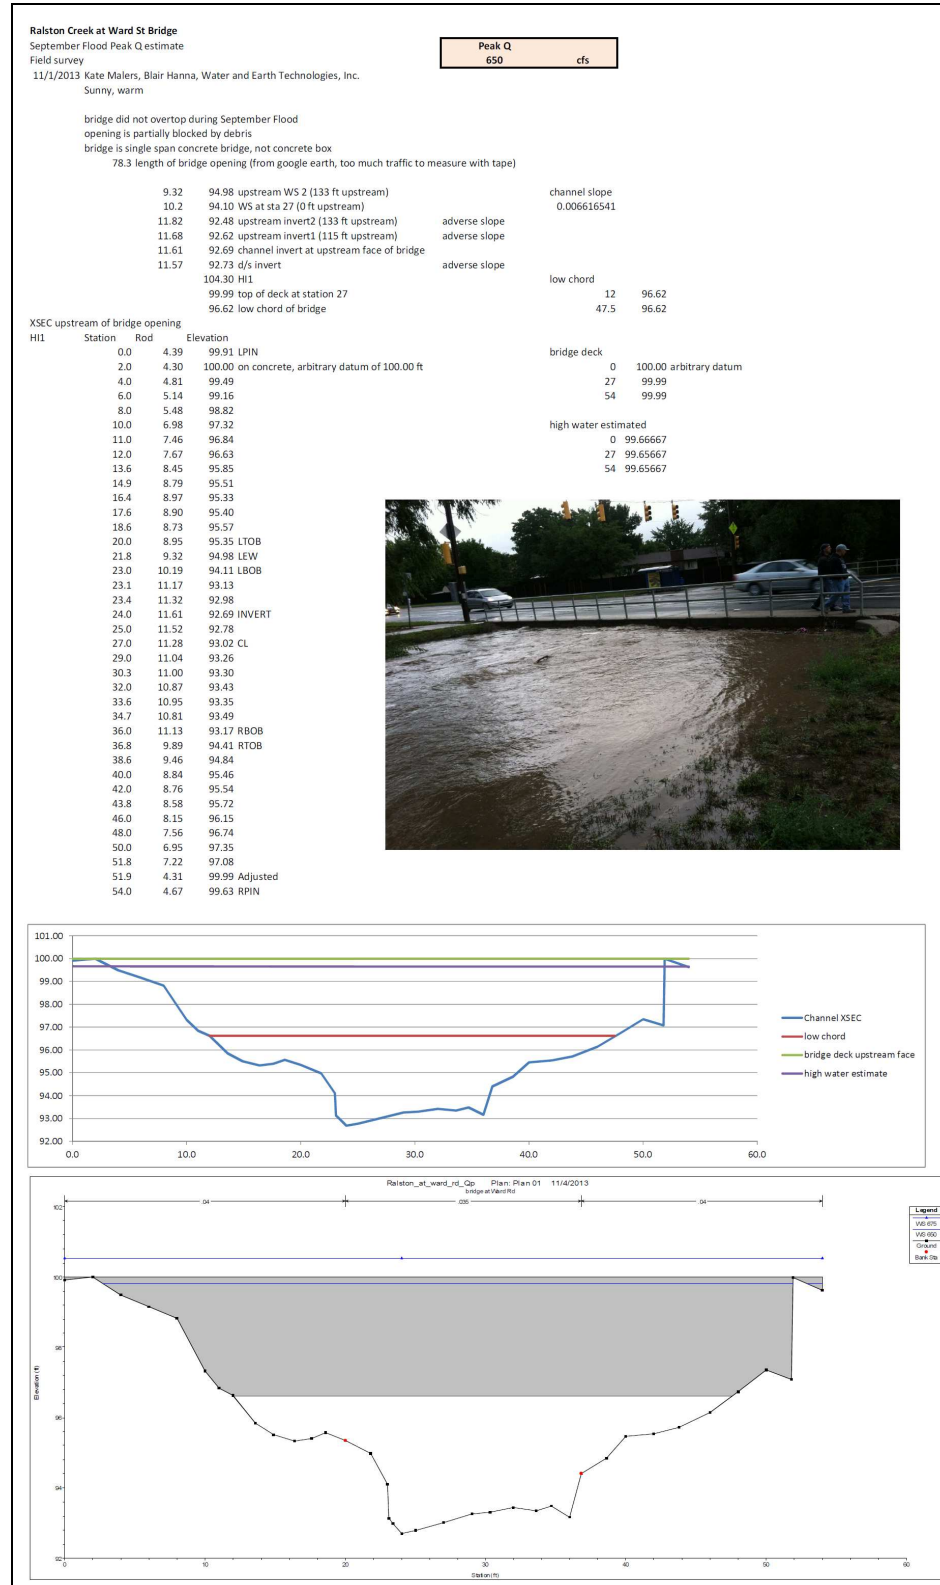 Ralston Creek at Ward St Bridge
September Flood Peak Q estimate
Peak Q
Field survey
650 cfs
11/1/2013 Kate Malers, Blair Hanna, Water and Earth Technologies, Inc.
Sunny, warm
bridge did not overtop during September Flood
opening is partially blocked by debris
bridge is single span concrete bridge, not concrete box
78.3 length of bridge opening (from google earth, too much traffic to measure with tape)
9.32 94.98 upstream WS 2 (133 ft upstream) channel slope
10.2 94.10 WS at sta 27 (0 ft upstream) 0.006616541
11.82 92.48 upstream invert2 (133 ft upstream) adverse slope
11.68 92.62 upstream invert1 (115 ft upstream) adverse slope
11.61 92.69 channel invert at upstream face of bridge
11.57 92.73 d/s invert adverse slope
104.30 HI1 low chord
99.99 top of deck at station 27 12 96.62
96.62 low chord of bridge 47.5 96.62
XSEC upstream of bridge opening
HI1 Station Rod Elevation
0.0 4.39 99.91 LPIN bridge deck
2.0 4.30 100.00 on concrete, arbitrary datum of 100.00 ft 0 100.00 arbitrary datum
4.0 4.81 99.49 27 99.99
6.0 5.14 99.16 54 99.99
8.0 5.48 98.82
10.0 6.98 97.32 high water estimated
11.0 7.46 96.84 0 99.66667
12.0 7.67 96.63 27 99.65667
13.6 8.45 95.85 54 99.65667
14.9 8.79 95.51
16.4 8.97 95.33
17.6 8.90 95.40
18.6 8.73 95.57
20.0 8.95 95.35 LTOB
21.8 9.32 94.98 LEW
23.0 10.19 94.11 LBOB
23.1 11.17 93.13
23.4 11.32 92.98
24.0 11.61 92.69 INVERT
25.0 11.52 92.78
27.0 11.28 93.02 CL
29.0 11.04 93.26
30.3 11.00 93.30
32.0 10.87 93.43
33.6 10.95 93.35
34.7 10.81 93.49
36.0 11.13 93.17 RBOB
36.8 9.89 94.41 RTOB
38.6 9.46 94.84
40.0 8.84 95.46
42.0 8.76 95.54
43.8 8.58 95.72
46.0 8.15 96.15
48.0 7.56 96.74
50.0 6.95 97.35
51.8 7.22 97.08
51.9 4.31 99.99 Adjusted
54.0 4.67 99.63 RPIN
101.00
100.00
99.00
98.00
97.00
96.00
95.00
94.00
93.00
92.00
0.0 10.0 20.0 30.0 40.0 50.0 60.0
Channel XSEC
low chord
bridge deck upstream face
high water estimate
Ralston_at_ward_rd_Qp Plan: Plan 01 11/4/2013
bridge at Ward Rd
.04 .035 .04
Legend
WS 675
WS 650
Ground
Bank Sta
102
100
98
96
94
92
Elevation (ft)
0 10 20 30 40 50 60
Station (ft)